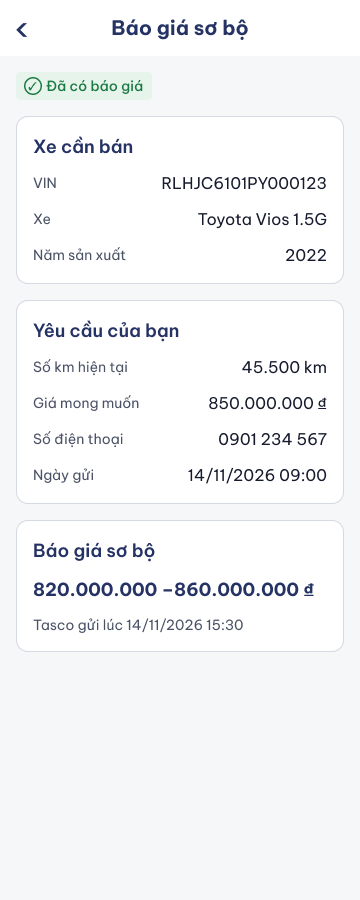 Báo giá sơ bộ
Đã có báo giá
Xe cần bán
VIN RLHJC6101PY000123
Xe Toyota Vios 1.5G
Năm sản xuất 2022
Yêu cầu của bạn
Số km hiện tại 45.500 km
Giá mong muốn 850.000.000 ₫
Số điện thoại 0901 234 567
Ngày gửi 14/11/2026 09:00
Báo giá sơ bộ
820.000.000 –860.000.000 ₫
Tasco gửi lúc 14/11/2026 15:30